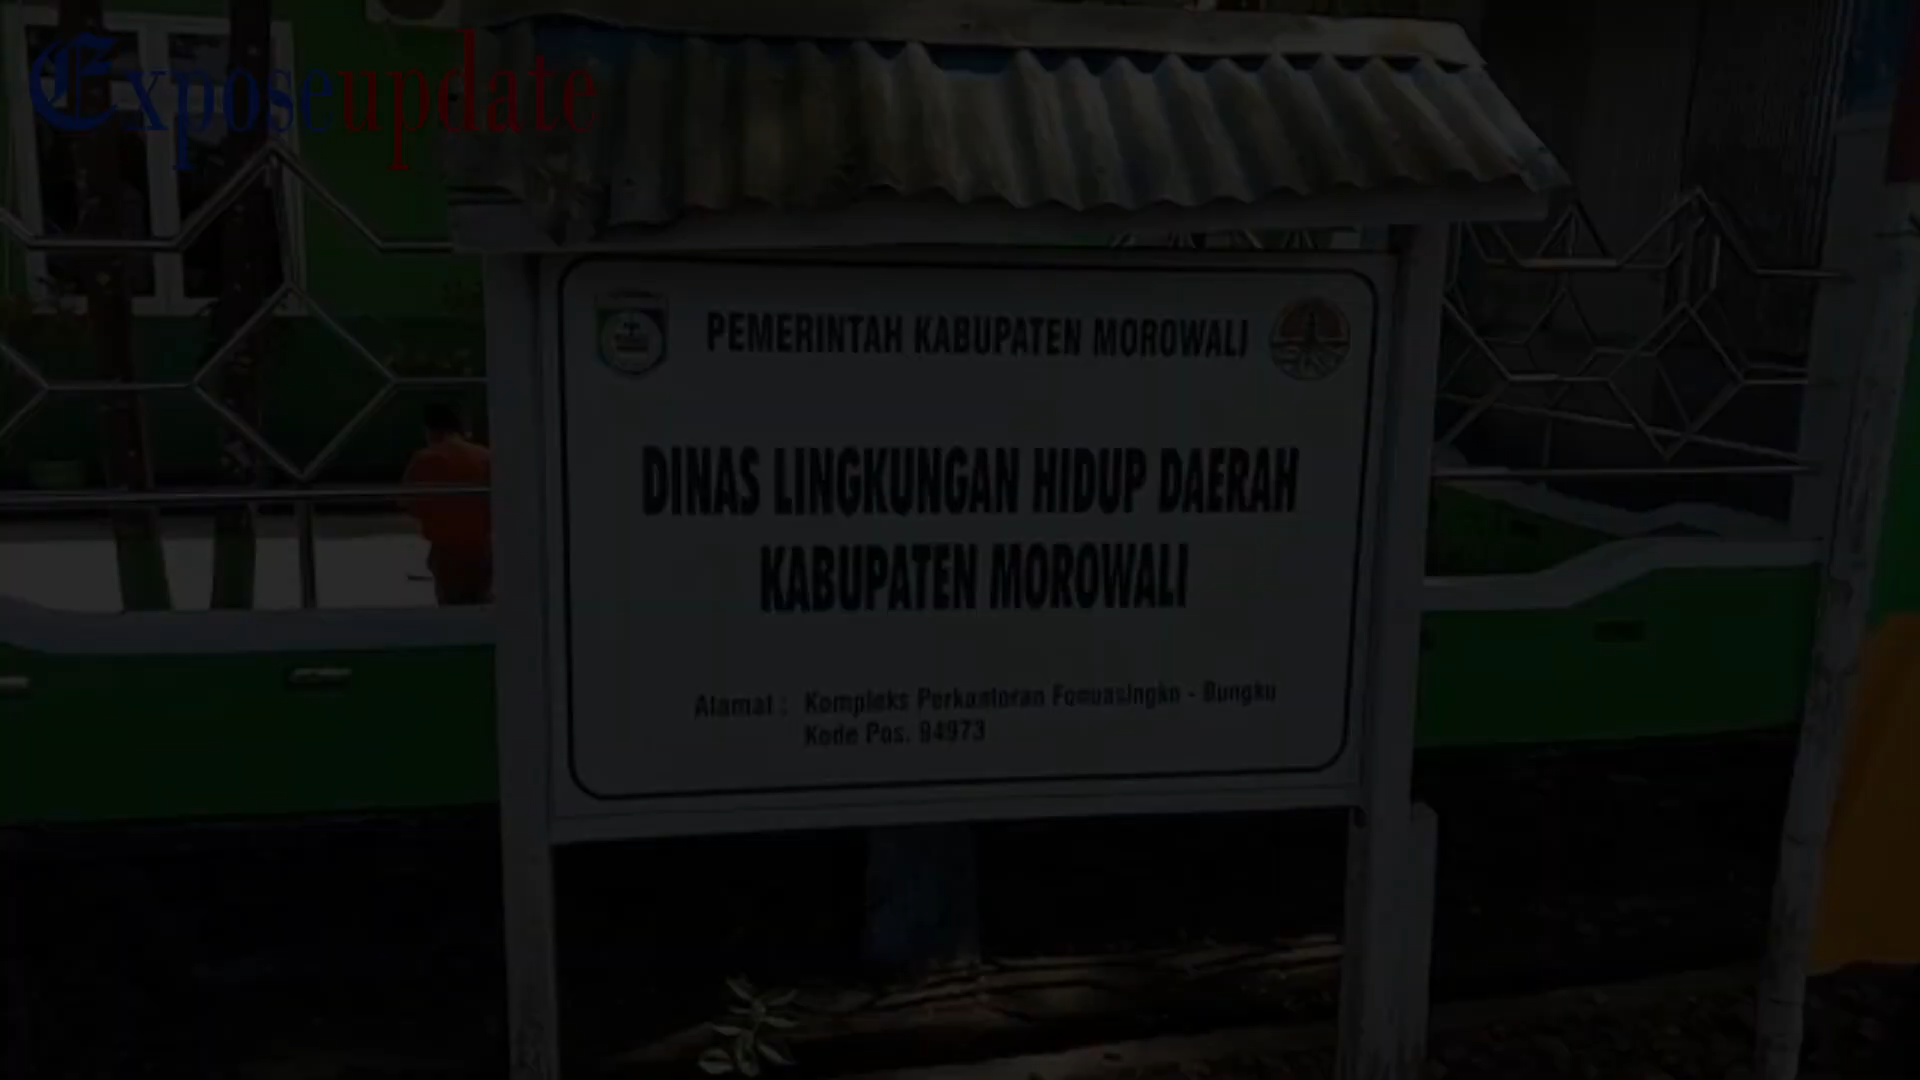 Exposeupdate
PEMERINTAH KABUPATEN MOROWALI
DINAS LINGKUNGAN HIDUP DAERAH
KABUPATEN MOROWALI
Alamat : Kompleks Perkantoran Fonuasingko - Bungku
Kode Pos. 94973